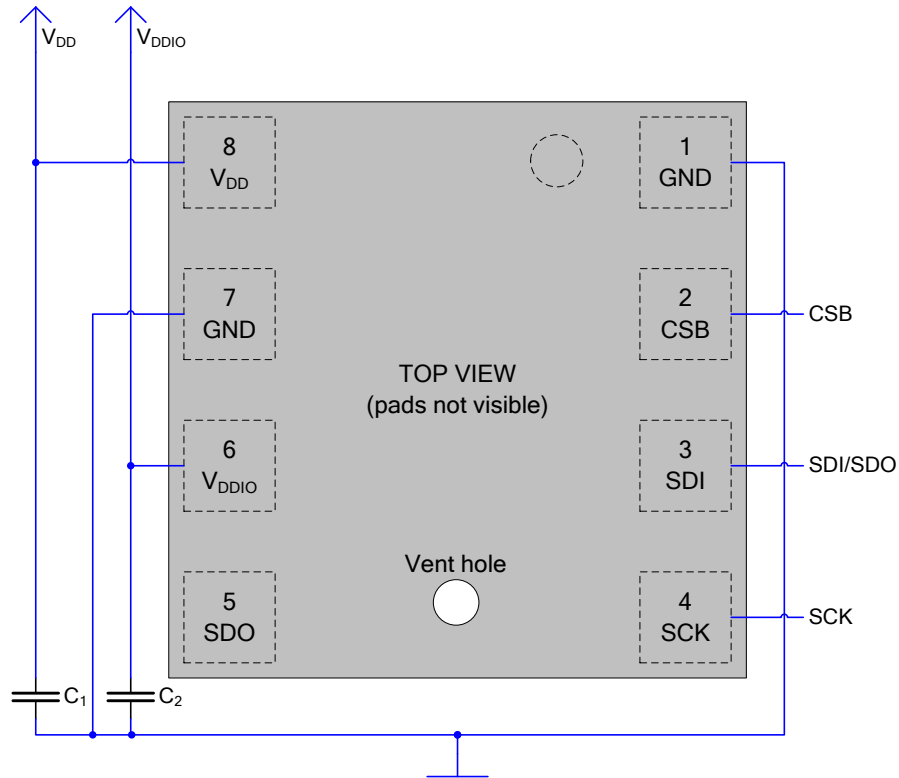 VDD
VDDIO
8
VDD
1
GND
7
GND
2
CSB
CSB
TOP VIEW
(pads not visible)
6
VDDIO
3
SDI
SDI/SDO
Vent hole
5
SDO
4
SCK
SCK
C1
C2